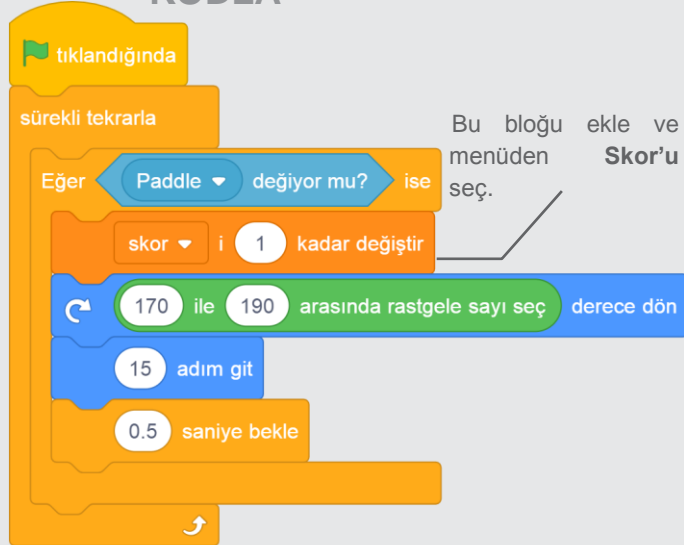 KODLA
tıklandığında
sürekli tekrarla
Bu bloğu ekle ve
menüden Skor'u
seç.
Eğer Paddle değiyor mu? ise
skor i 1 kadar değiştir
170 ile 190 arasında rastgele sayı seç derece dön
15 adım git
0.5 saniye bekle